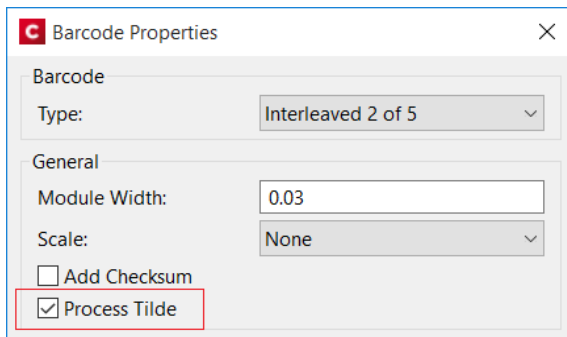 C Barcode Properties
Barcode
Type: Interleaved 2 of 5
General
Module Width: 0.03
Scale: None
Add Checksum
Process Tilde